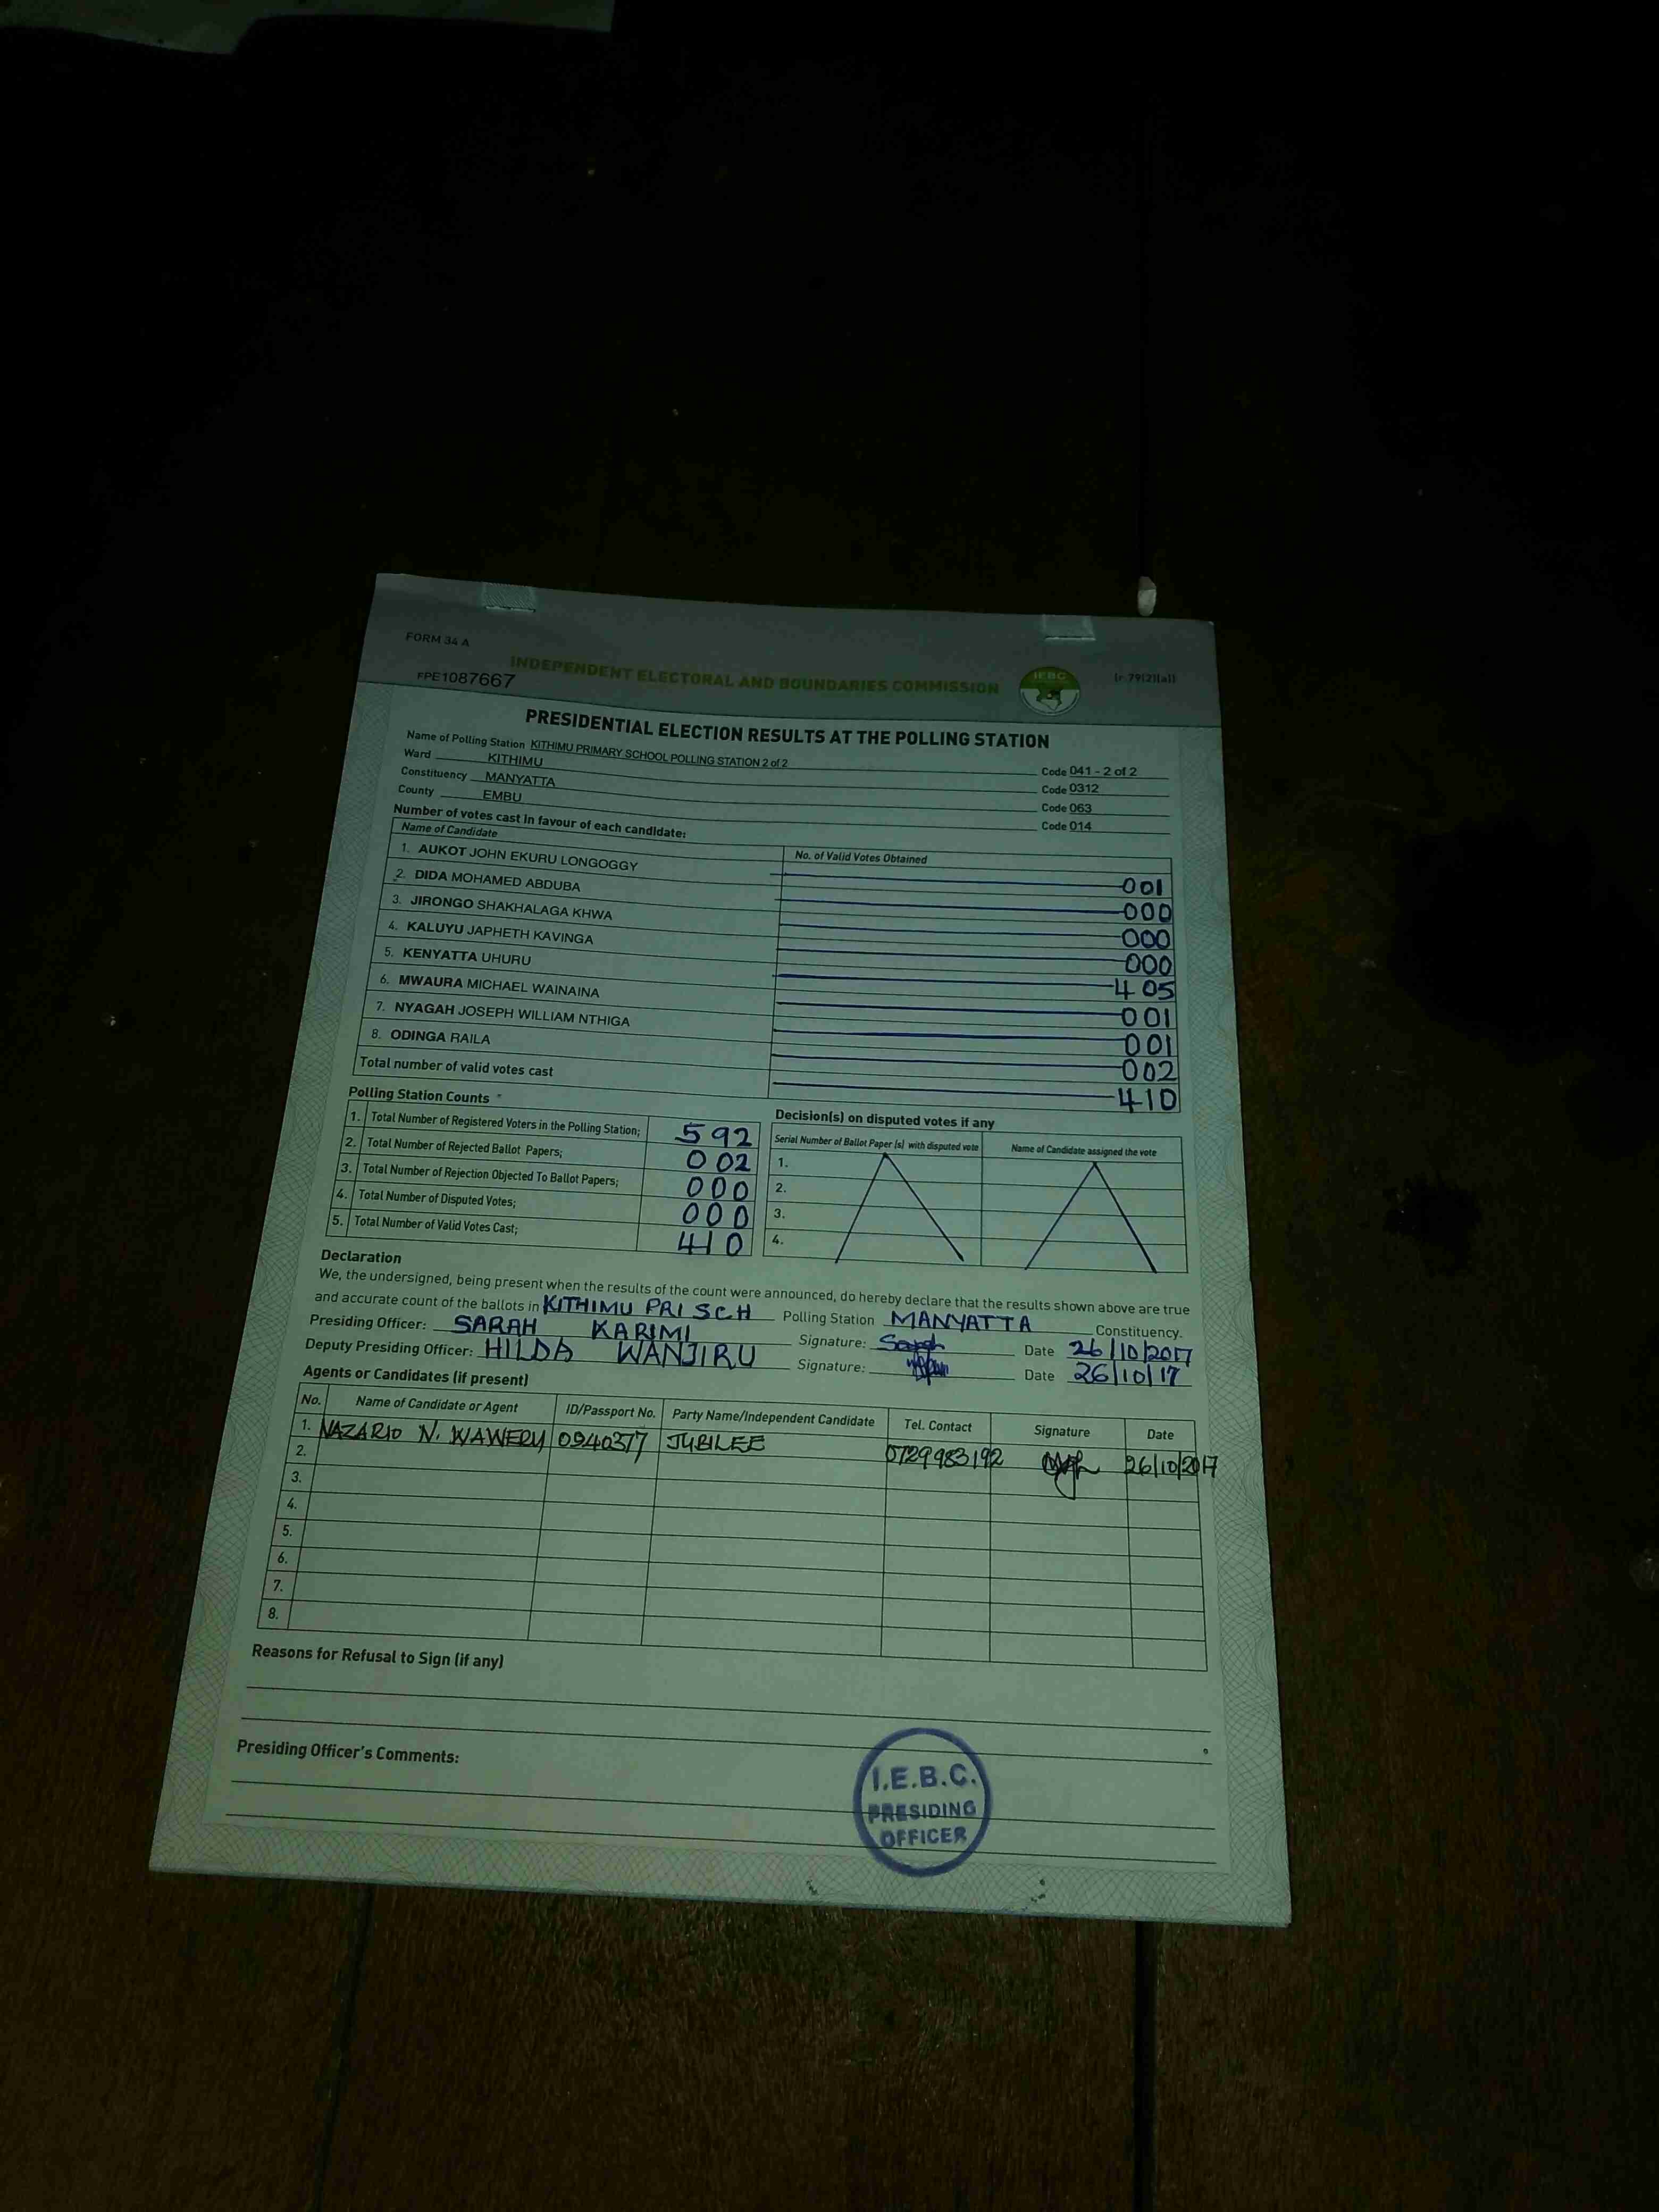 FORM 34 A
INDEPENDENT ELECTORAL AND BOUNDARIES COMMISSION
IEBC
(r. 79(2)(a))
FPE1087667
PRESIDENTIAL ELECTION RESULTS AT THE POLLING STATION
Name of Polling Station KITHIMU PRIMARY SCHOOL POLLING STATION 2 of 2 Code 041 - 2 of 2
Ward KITHIMU Code 0312
Constituency MANYATTA Code 063
County EMBU Code 014
Number of votes cast in favour of each candidate:
Name of Candidate No. of Valid Votes Obtained
1. AUKOT JOHN EKURU LONGOGGY 001
2. DIDA MOHAMED ABDUBA 000
3. JIRONGO SHAKHALAGA KHWA 000
4. KALUYU JAPHETH KAVINGA 000
5. KENYATTA UHURU 405
6. MWAURA MICHAEL WAINAINA 001
7. NYAGAH JOSEPH WILLIAM NTHIGA 001
8. ODINGA RAILA 002
Total number of valid votes cast 410
Polling Station Counts
1. Total Number of Registered Voters in the Polling Station; 592
2. Total Number of Rejected Ballot Papers; 002
3. Total Number of Rejection Objected To Ballot Papers; 000
4. Total Number of Disputed Votes; 000
5. Total Number of Valid Votes Cast; 410
Decision(s) on disputed votes if any
Serial Number of Ballot Paper (s) with disputed vote Name of Candidate assigned the vote
1.
2.
3.
4.
Declaration
We, the undersigned, being present when the results of the count were announced, do hereby declare that the results shown above are true
and accurate count of the ballots in KITHIMU PRI SCH Polling Station MANYATTA Constituency.
Presiding Officer: SARAH KARIMI Signature: Sarah Date 26/10/2017
Deputy Presiding Officer: HILDA WANJIRU Signature: Date 26/10/17
Agents or Candidates (if present)
No. Name of Candidate or Agent ID/Passport No. Party Name/Independent Candidate Tel. Contact Signature Date
1. NAZARIO N. WAWERU 0940377 JUBILEE 0729983192 26/10/2017
2.
3.
4.
5.
6.
7.
8.
Reasons for Refusal to Sign (if any)
Presiding Officer's Comments:
I.E.B.C.
PRESIDING
OFFICER